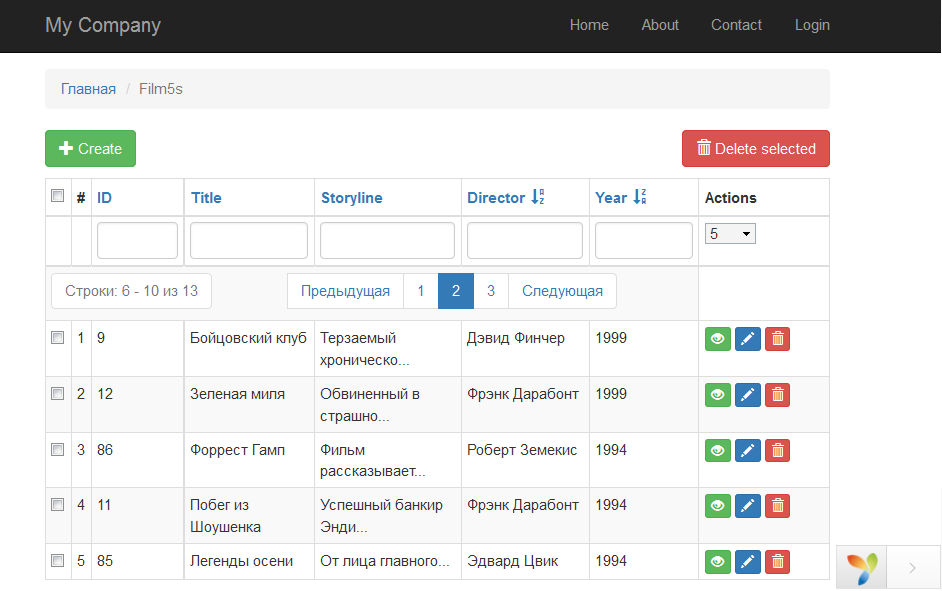 My Company Home About Contact Login
Главная / Film5s
Create Delete selected
# ID Title Storyline Director Year Actions
5
Строки: 6 - 10 из 13 Предыдущая 1 2 3 Следующая
1 9 Бойцовский клуб Терзаемый Дэвид Финчер 1999
хроническо...
2 12 Зеленая миля Обвиненный в Фрэнк Дарабонт 1999
страшно...
3 86 Форрест Гамп Фильм Роберт Земекис 1994
рассказывает...
4 11 Побег из Успешный банкир Фрэнк Дарабонт 1994
Шоушенка Энди...
5 85 Легенды осени От лица главного... Эдвард Цвик 1994